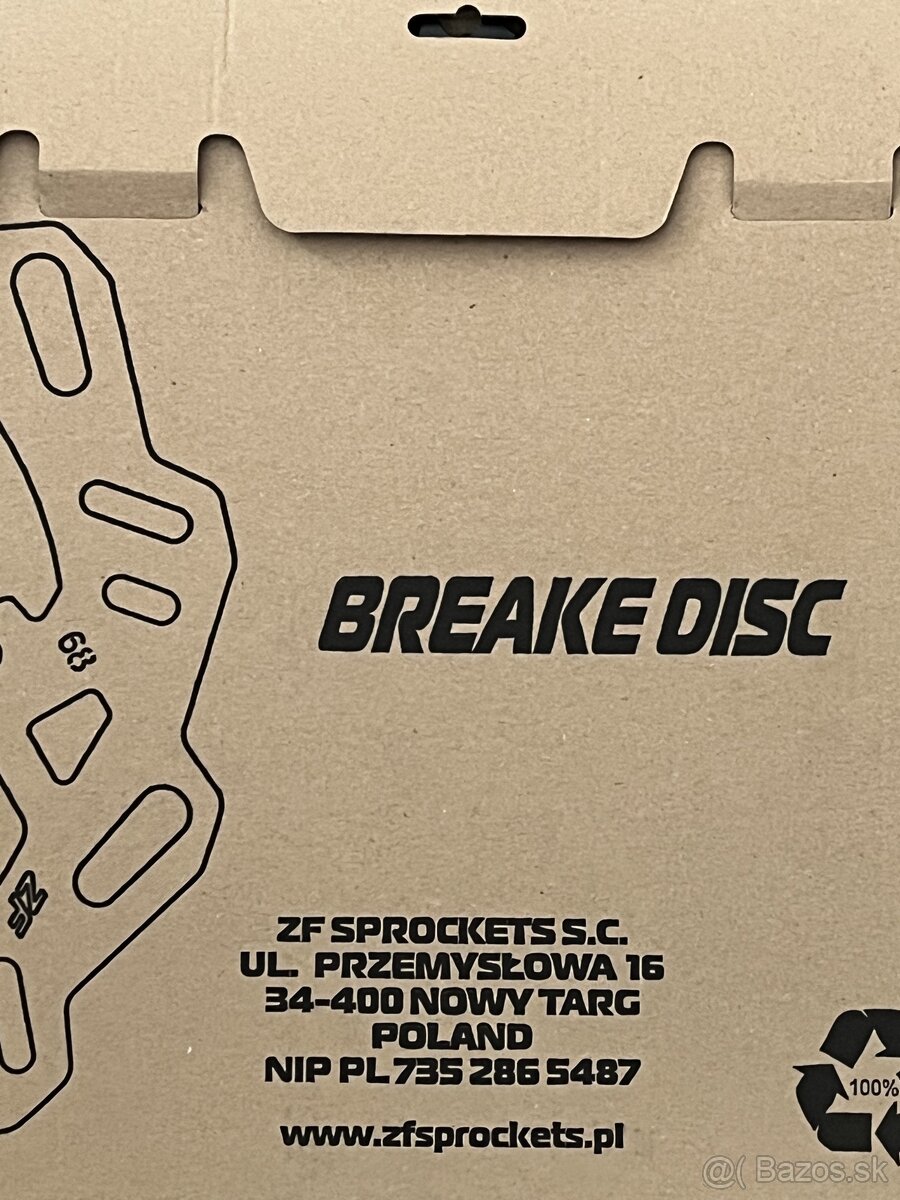 68
BREAKE DISC
ZF
ZF SPROCKETS S.C.
UL. PRZEMYSŁOWA 16
34-400 NOWY TARG
POLAND
NIP PL 735 286 5487
www.zfsprockets.pl
100%
@( Bazos.sk